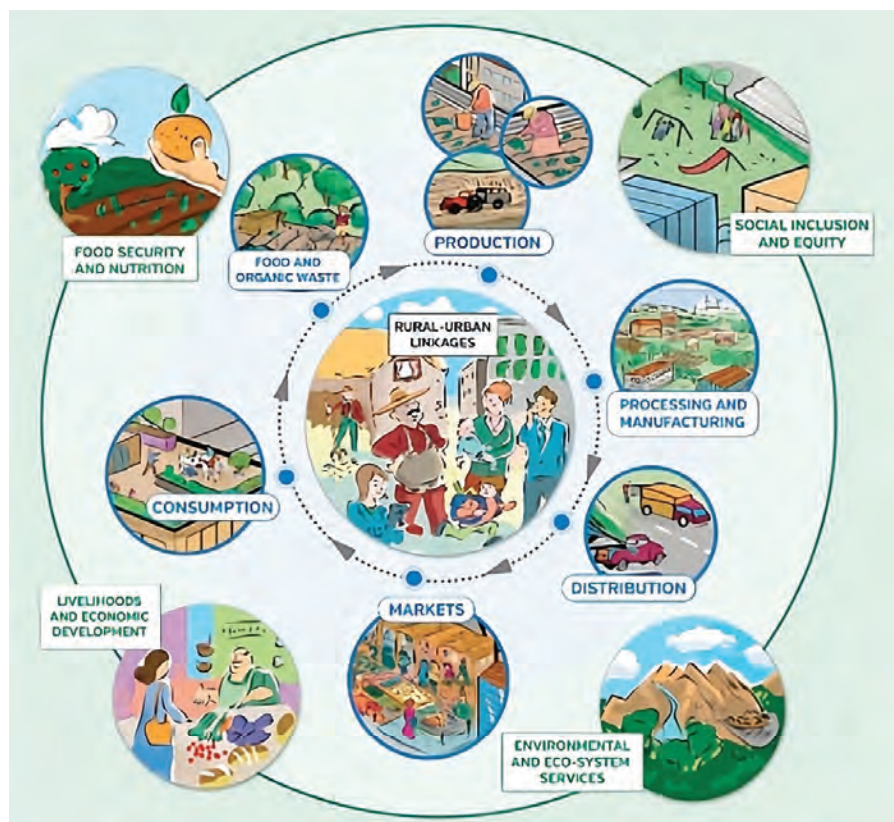 FOOD SECURITY
AND NUTRITION
FOOD AND
ORGANIC WASTE
PRODUCTION
SOCIAL INCLUSION
AND EQUITY
RURAL-URBAN
LINKAGES
PROCESSING AND
MANUFACTURING
CONSUMPTION
DISTRIBUTION
LIVELIHOODS
AND ECONOMIC
DEVELOPMENT
MARKETS
ENVIRONMENTAL
AND ECO-SYSTEM
SERVICES